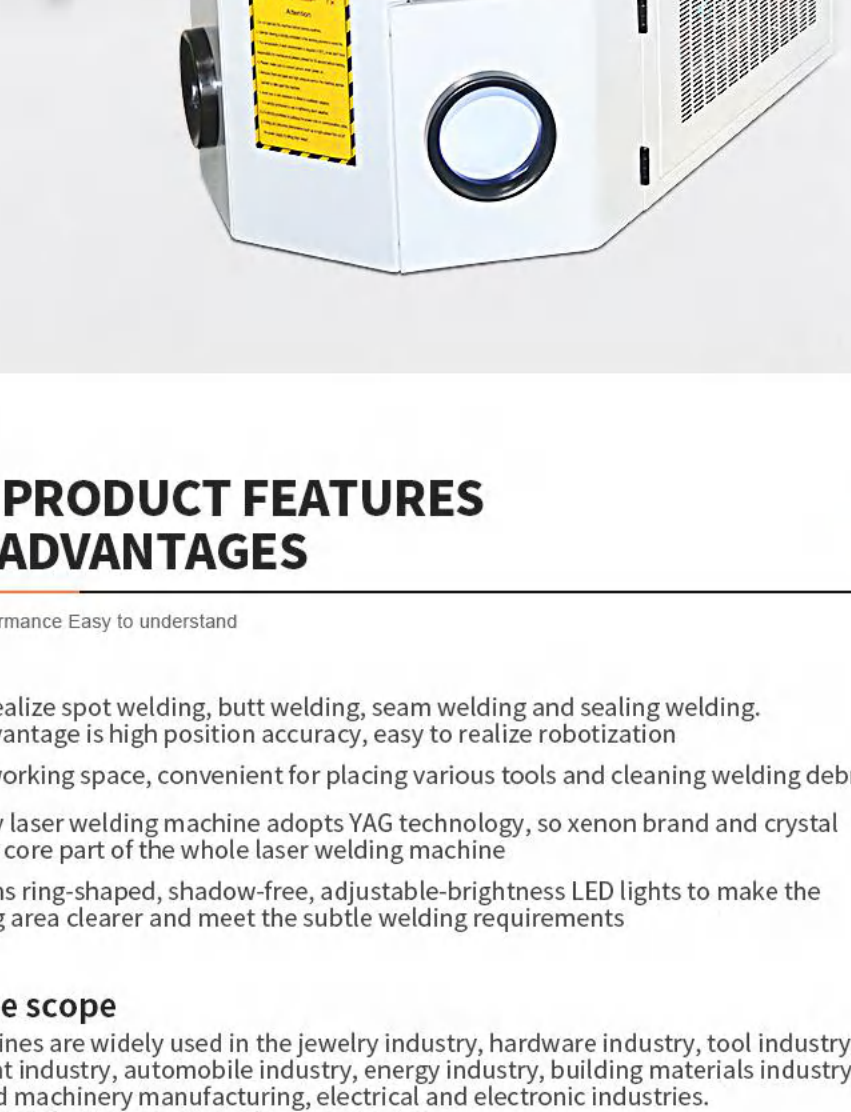 Attention
PRODUCT FEATURES
ADVANTAGES
rmance Easy to understand
ealize spot welding, butt welding, seam welding and sealing welding.
vantage is high position accuracy, easy to realize robotization
working space, convenient for placing various tools and cleaning welding deb
y laser welding machine adopts YAG technology, so xenon brand and crystal
core part of the whole laser welding machine
ns ring-shaped, shadow-free, adjustable-brightness LED lights to make the
g area clearer and meet the subtle welding requirements
e scope
ines are widely used in the jewelry industry, hardware industry, tool industry
nt industry, automobile industry, energy industry, building materials industry
d machinery manufacturing, electrical and electronic industries.